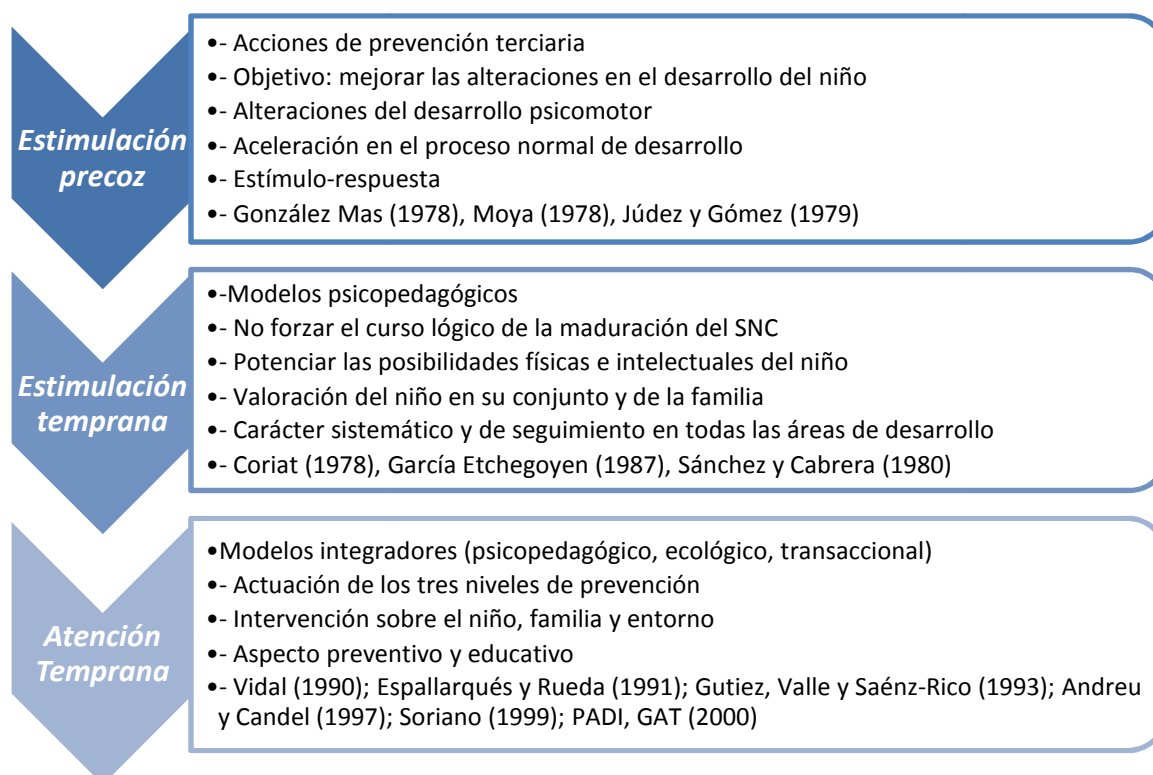 Estimulación
precoz
•- Acciones de prevención terciaria
•- Objetivo: mejorar las alteraciones en el desarrollo del niño
•- Alteraciones del desarrollo psicomotor
•- Aceleración en el proceso normal de desarrollo
•- Estímulo-respuesta
•- González Mas (1978), Moya (1978), Júdez y Gómez (1979)
Estimulación
temprana
•-Modelos psicopedagógicos
•- No forzar el curso lógico de la maduración del SNC
•- Potenciar las posibilidades físicas e intelectuales del niño
•- Valoración del niño en su conjunto y de la familia
•- Carácter sistemático y de seguimiento en todas las áreas de desarrollo
•- Coriat (1978), García Etchegoyen (1987), Sánchez y Cabrera (1980)
Atención
Temprana
•Modelos integradores (psicopedagógico, ecológico, transaccional)
•- Actuación de los tres niveles de prevención
•- Intervención sobre el niño, familia y entorno
•- Aspecto preventivo y educativo
•- Vidal (1990); Espallarqués y Rueda (1991); Gutiez, Valle y Saénz-Rico (1993); Andreu
y Candel (1997); Soriano (1999); PADI, GAT (2000)